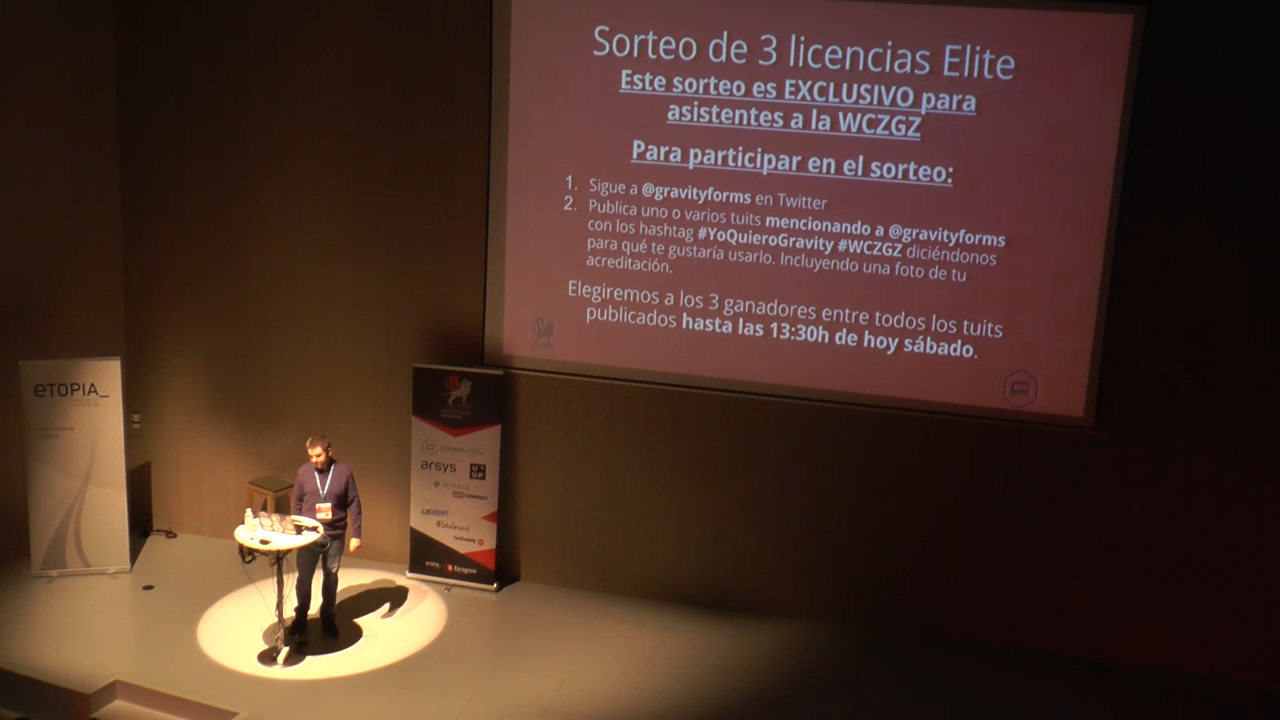 Sorteo de 3 licencias Elite
Este sorteo es EXCLUSIVO para
asistentes a la WCZGZ
Para participar en el sorteo:
1. Sigue a @gravityforms en Twitter
2. Publica uno o varios tuits mencionando a @gravityforms
con los hashtag #YoQuieroGravity #WCZGZ diciéndonos
para qué te gustaría usarlo. Incluyendo una foto de tu
acreditación.
Elegiremos a los 3 ganadores entre todos los tuits
publicados hasta las 13:30h de hoy sábado.
eTOPIA_
arsys
GoDaddy
Zaragoza